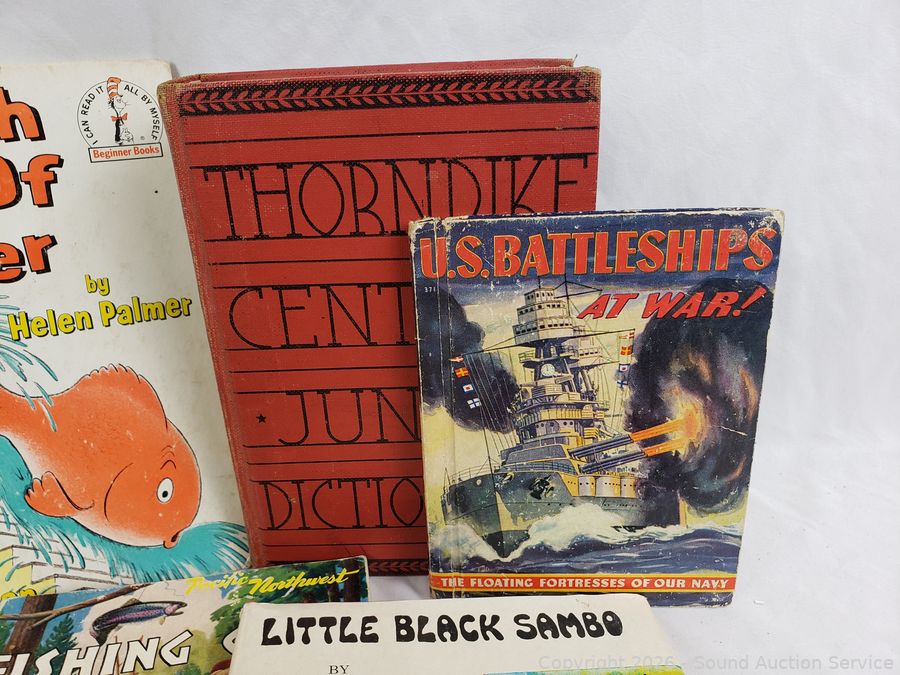 h
Of
er
by
Helen Palmer
I CAN READ IT ALL BY MYSELF
Beginner Books
THORNDIKE
CENT
JUN
DICTIO
U.S. BATTLESHIPS
371
AT WAR!
THE FLOATING FORTRESSES OF OUR NAVY
Pacific Northwest
FISHING
LITTLE BLACK SAMBO
BY
Copyright 2026 - Sound Auction Service